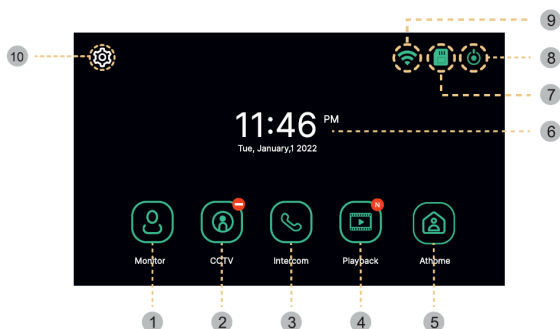 9
10
8
7
11:46 PM
6
Tue, January,1 2022
N
Monitor
CCTV
Intercom
Playback
Athome
1
2
3
4
5